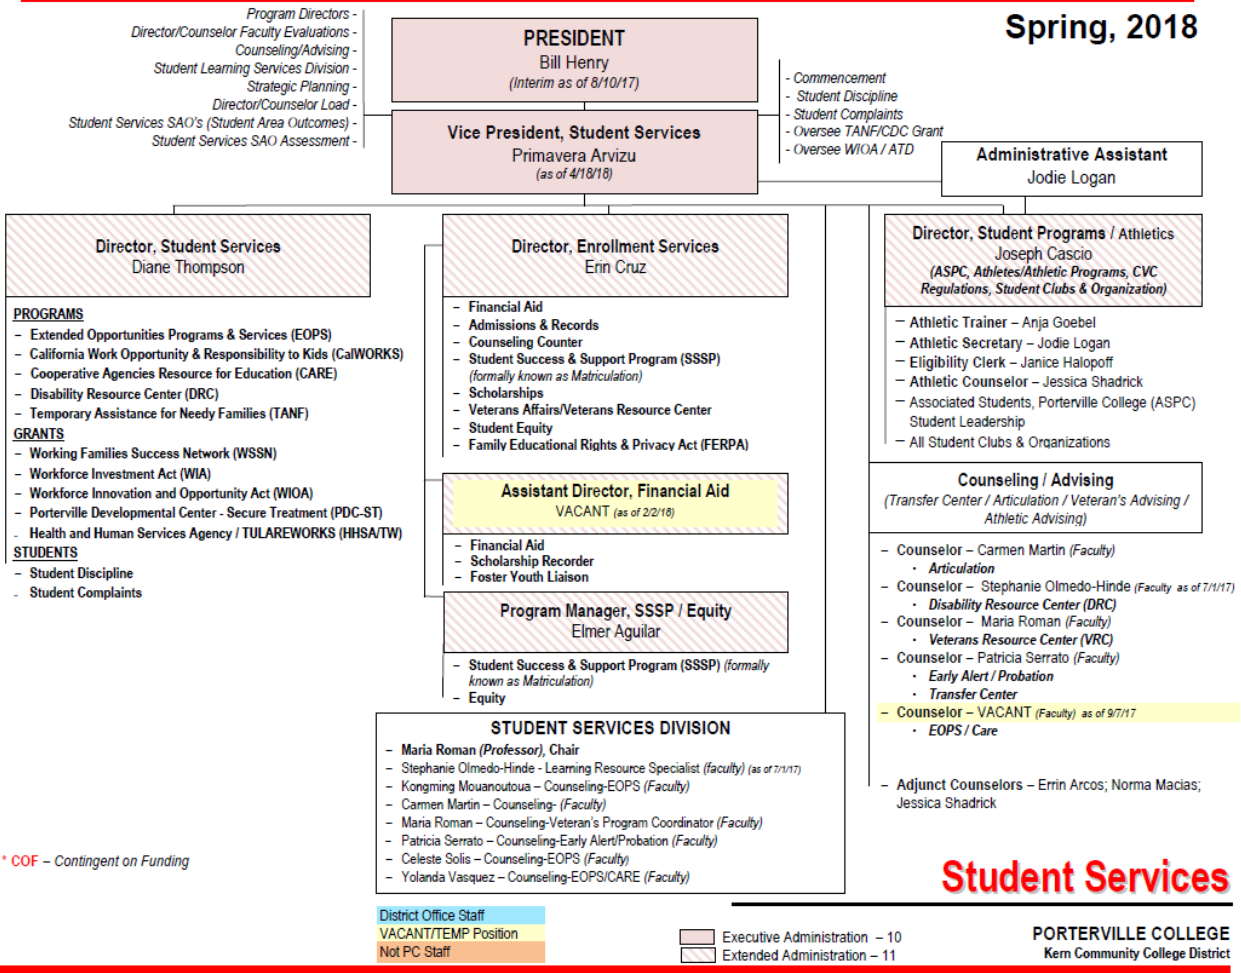 Spring, 2018
Program Directors -
Director/Counselor Faculty Evaluations -
Counseling/Advising -
Student Learning Services Division -
Strategic Planning -
Director/Counselor Load -
Student Services SAO's (Student Area Outcomes) -
Student Services SAO Assessment -
PRESIDENT
Bill Henry
(Interim as of 8/10/17)
Vice President, Student Services
Primavera Arvizu
(as of 4/18/18)
- Commencement
- Student Discipline
- Student Complaints
- Oversee TANF/CDC Grant
- Oversee WIOA / ATD
Administrative Assistant
Jodie Logan
Director, Student Services
Diane Thompson
PROGRAMS
– Extended Opportunities Programs & Services (EOPS)
– California Work Opportunity & Responsibility to Kids (CalWORKS)
– Cooperative Agencies Resource for Education (CARE)
– Disability Resource Center (DRC)
– Temporary Assistance for Needy Families (TANF)
GRANTS
– Working Families Success Network (WSSN)
– Workforce Investment Act (WIA)
– Workforce Innovation and Opportunity Act (WIOA)
– Porterville Developmental Center - Secure Treatment (PDC-ST)
- Health and Human Services Agency / TULAREWORKS (HHSA/TW)
STUDENTS
– Student Discipline
- Student Complaints
Director, Enrollment Services
Erin Cruz
– Financial Aid
– Admissions & Records
– Counseling Counter
– Student Success & Support Program (SSSP)
(formally known as Matriculation)
– Scholarships
– Veterans Affairs/Veterans Resource Center
– Student Equity
– Family Educational Rights & Privacy Act (FERPA)
Assistant Director, Financial Aid
VACANT (as of 2/2/18)
– Financial Aid
– Scholarship Recorder
– Foster Youth Liaison
Program Manager, SSSP / Equity
Elmer Aguilar
– Student Success & Support Program (SSSP) (formally
known as Matriculation)
– Equity
Director, Student Programs / Athletics
Joseph Cascio
(ASPC, Athletes/Athletic Programs, CVC
Regulations, Student Clubs & Organization)
– Athletic Trainer – Anja Goebel
– Athletic Secretary – Jodie Logan
– Eligibility Clerk – Janice Halopoff
– Athletic Counselor – Jessica Shadrick
– Associated Students, Porterville College (ASPC)
Student Leadership
– All Student Clubs & Organizations
Counseling / Advising
(Transfer Center / Articulation / Veteran's Advising /
Athletic Advising)
– Counselor – Carmen Martin (Faculty)
· Articulation
– Counselor – Stephanie Olmedo-Hinde (Faculty as of 7/1/17)
· Disability Resource Center (DRC)
– Counselor – Maria Roman (Faculty)
· Veterans Resource Center (VRC)
– Counselor – Patricia Serrato (Faculty)
· Early Alert / Probation
· Transfer Center
– Counselor – VACANT (Faculty) as of 9/7/17
· EOPS / Care
– Adjunct Counselors – Errin Arcos; Norma Macias;
Jessica Shadrick
STUDENT SERVICES DIVISION
– Maria Roman (Professor), Chair
– Stephanie Olmedo-Hinde - Learning Resource Specialist (faculty) (as of 7/1/17)
– Kongming Mouanoutoua – Counseling-EOPS (Faculty)
– Carmen Martin – Counseling- (Faculty)
– Maria Roman – Counseling-Veteran's Program Coordinator (Faculty)
– Patricia Serrato – Counseling-Early Alert/Probation (Faculty)
– Celeste Solis – Counseling-EOPS (Faculty)
– Yolanda Vasquez – Counseling-EOPS/CARE (Faculty)
* COF – Contingent on Funding
Student Services
District Office Staff
VACANT/TEMP Position
Not PC Staff
Executive Administration – 10
Extended Administration – 11
PORTERVILLE COLLEGE
Kern Community College District